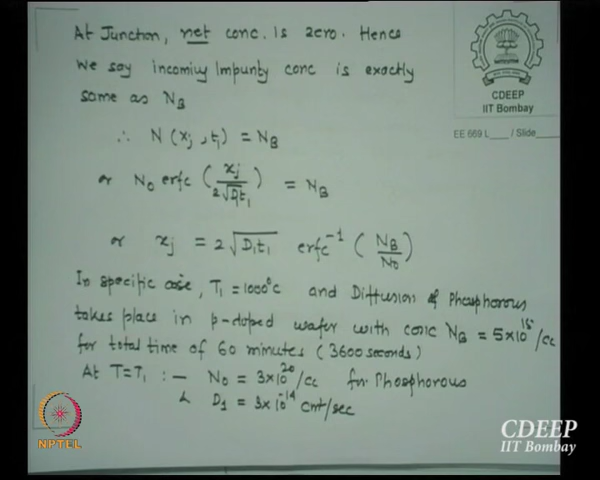 At Junction, net conc. is zero. Hence
We say incoming Impurity conc is exactly
same as N_B
∴ N (x_j, t_1) = N_B
or N_0 erfc (x_j / 2√D t_1) = N_B
or x_j = 2√D_1t_1 erfc^-1 (N_B / N_0)
In specific case, T_1 = 1000°C and Diffusion of Phosphorous
takes place in p-doped wafer with conc N_B = 5×10^15/cc
for total time of 60 minutes (3600 seconds)
At T=T_1 :- N_0 = 3×10^20/cc for Phosphorous
& D_1 = 3×10^-14 cm²/sec
CDEEP
IIT Bombay
EE 669 L____ / Slide____
NPTEL
CDEEP
IIT Bombay